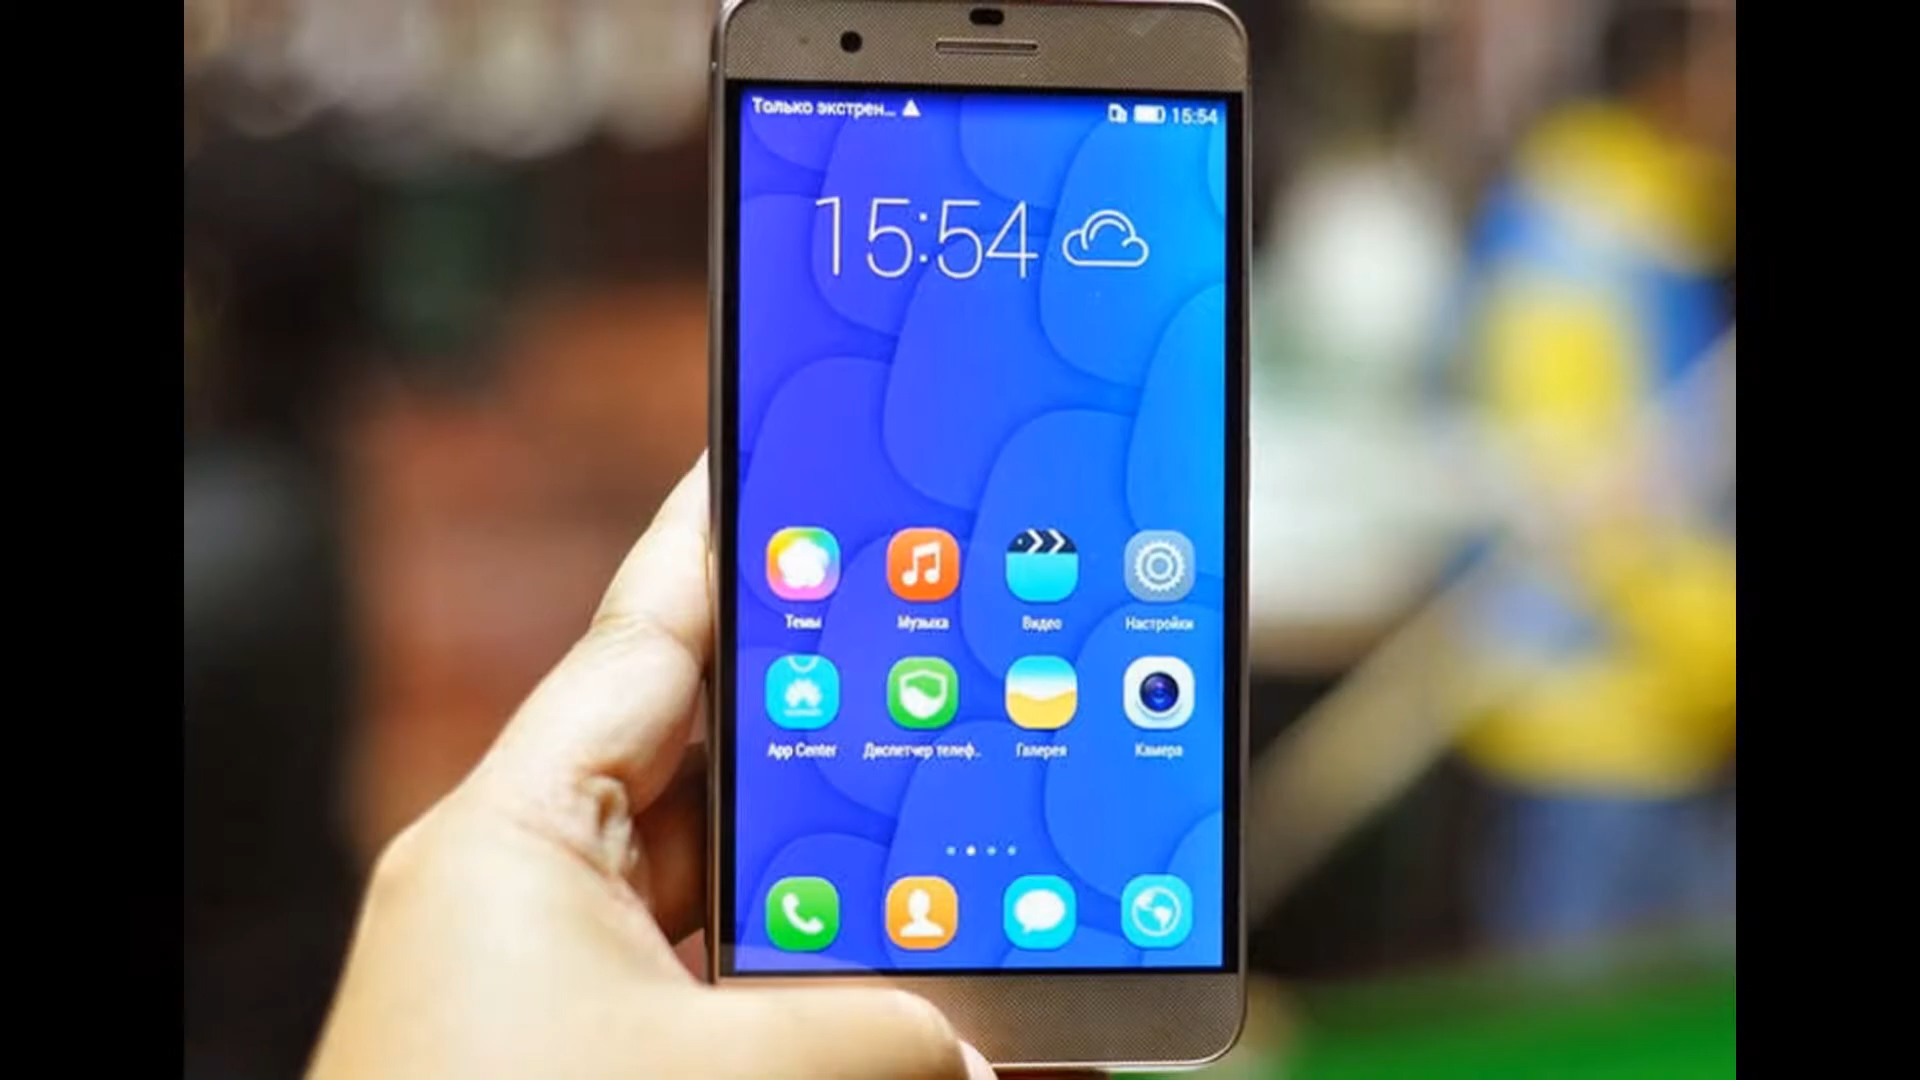 Только экстрен... 15:54
15:54
Темы Музыка Видео Настройки
App Center Диспетчер телеф.. Галерея Камера